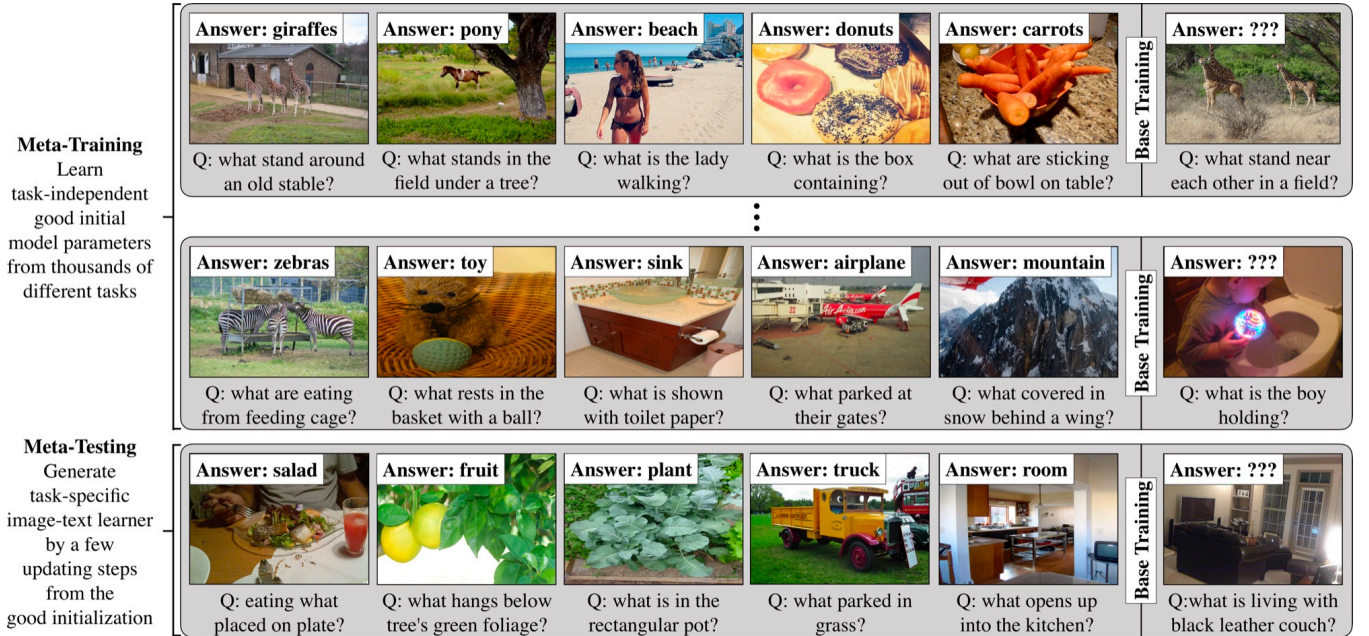 Meta-Training
Learn
task-independent
good initial
model parameters
from thousands of
different tasks
Answer: giraffes
Q: what stand around
an old stable?
Answer: pony
Q: what stands in the
field under a tree?
Answer: beach
Q: what is the lady
walking?
Answer: donuts
Q: what is the box
containing?
Answer: carrots
Q: what are sticking
out of bowl on table?
Base Training
Answer: ???
Q: what stand near
each other in a field?
Answer: zebras
Q: what are eating
from feeding cage?
Answer: toy
Q: what rests in the
basket with a ball?
Answer: sink
Q: what is shown
with toilet paper?
Answer: airplane
22
AirAsia.com
Q: what parked at
their gates?
Answer: mountain
Q: what covered in
snow behind a wing?
Base Training
Answer: ???
Q: what is the boy
holding?
Meta-Testing
Generate
task-specific
image-text learner
by a few
updating steps
from the
good initialization
Answer: salad
Q: eating what
placed on plate?
Answer: fruit
Q: what hangs below
tree's green foliage?
Answer: plant
Q: what is in the
rectangular pot?
Answer: truck
Q: what parked in
grass?
Answer: room
Q: what opens up
into the kitchen?
Base Training
Answer: ???
Q:what is living with
black leather couch?